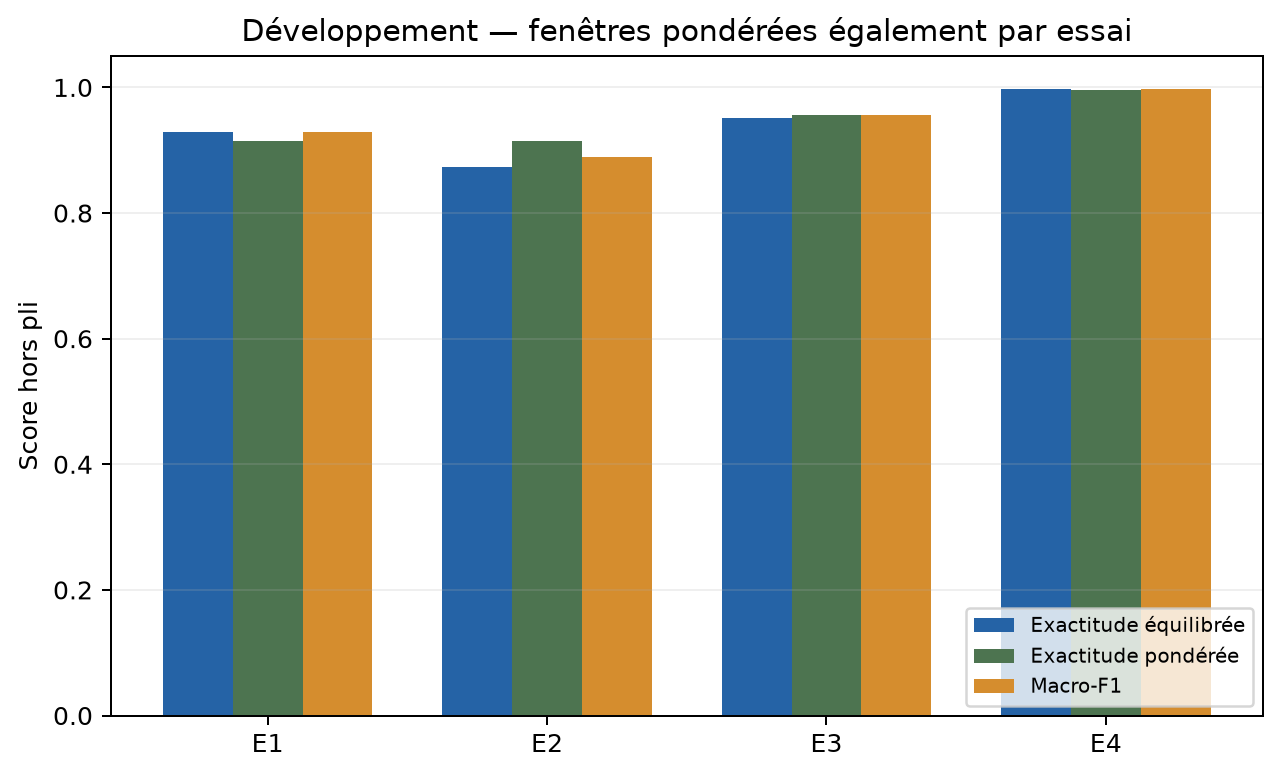 Développement — fenêtres pondérées également par essai
Score hors pli
1.0
0.8
0.6
0.4
0.2
0.0
E1
E2
E3
E4
Exactitude équilibrée
Exactitude pondérée
Macro-F1